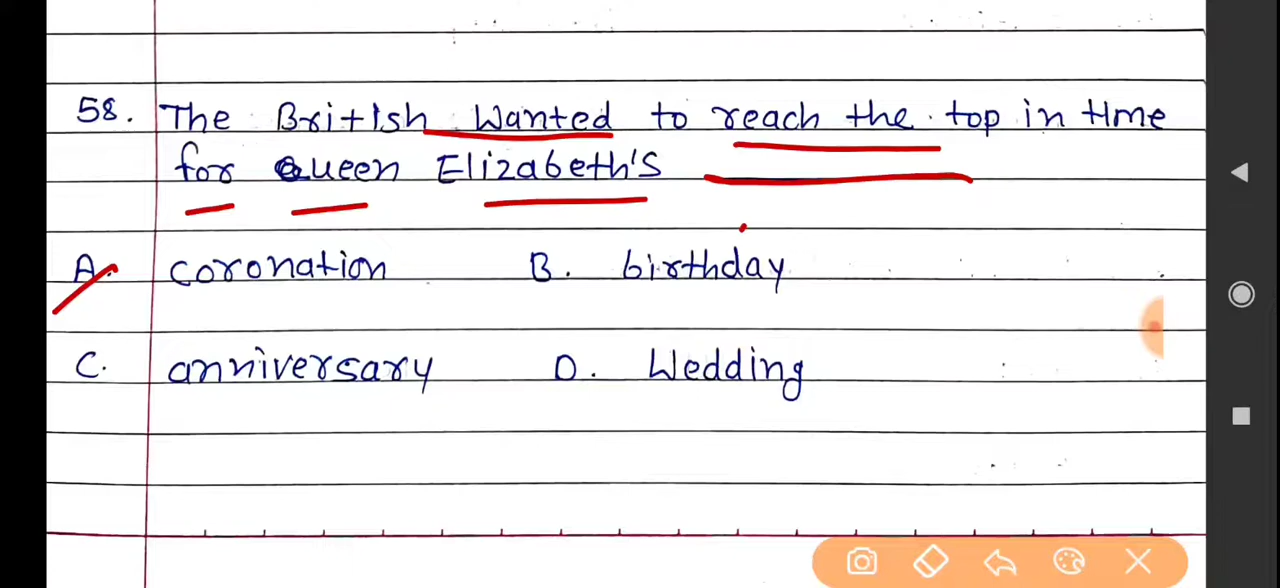 58. The British Wanted to reach the top in time
for Queen Elizabeth's
A. coronation B. birthday
C. anniversary D. Wedding